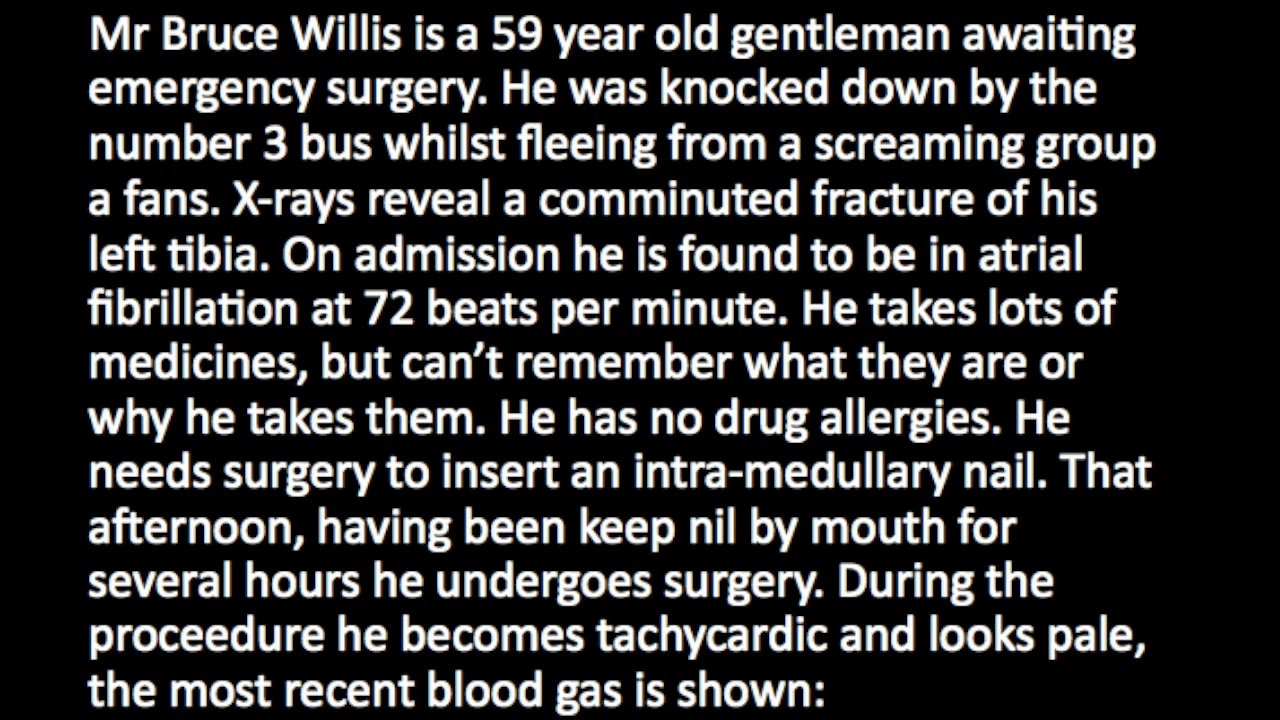 Mr Bruce Willis is a 59 year old gentleman awaiting
emergency surgery. He was knocked down by the
number 3 bus whilst fleeing from a screaming group
a fans. X-rays reveal a comminuted fracture of his
left tibia. On admission he is found to be in atrial
fibrillation at 72 beats per minute. He takes lots of
medicines, but can’t remember what they are or
why he takes them. He has no drug allergies. He
needs surgery to insert an intra-medullary nail. That
afternoon, having been keep nil by mouth for
several hours he undergoes surgery. During the
proceedure he becomes tachycardic and looks pale,
the most recent blood gas is shown: